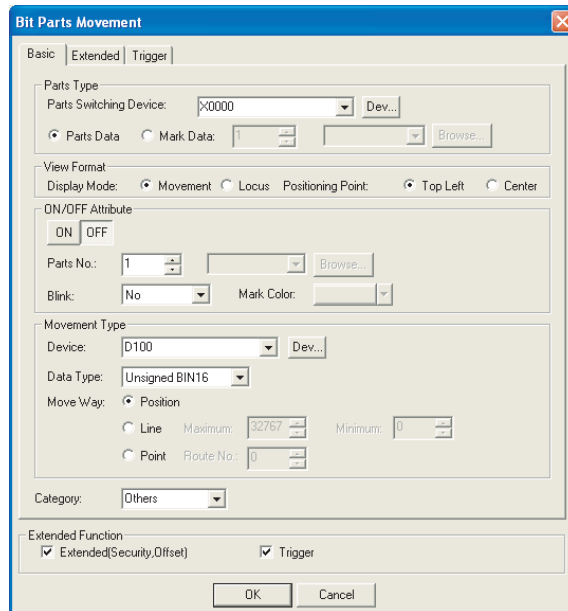 Bit Parts Movement
Basic Extended Trigger
Parts Type
Parts Switching Device: X0000 Dev...
Parts Data Mark Data: 1 Browse...
View Format
Display Mode: Movement Locus Positioning Point: Top Left Center
ON/OFF Attribute
ON OFF
Parts No.: 1 Browse...
Blink: No Mark Color:
Movement Type
Device: D100 Dev...
Data Type: Unsigned BIN16
Move Way: Position
Line Maximum: 32767 Minimum: 0
Point Route No.: 0
Category: Others
Extended Function
Extended(Security,Offset) Trigger
OK Cancel